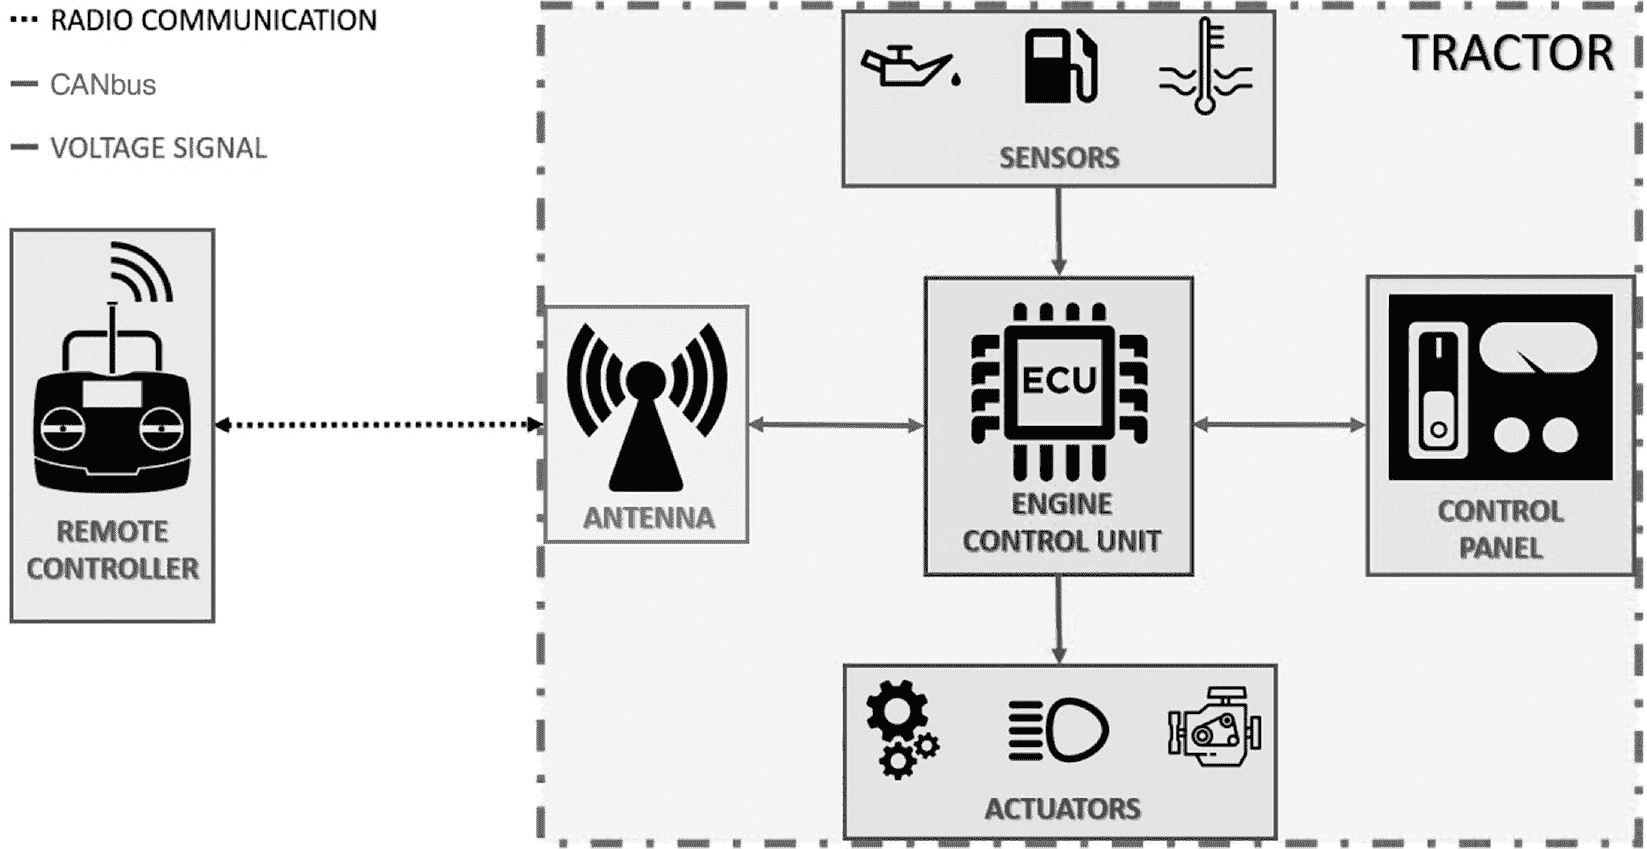 RADIO COMMUNICATION
CANbus
VOLTAGE SIGNAL
TRACTOR
SENSORS
REMOTE
CONTROLLER
ANTENNA
ECU
ENGINE
CONTROL UNIT
CONTROL
PANEL
ACTUATORS